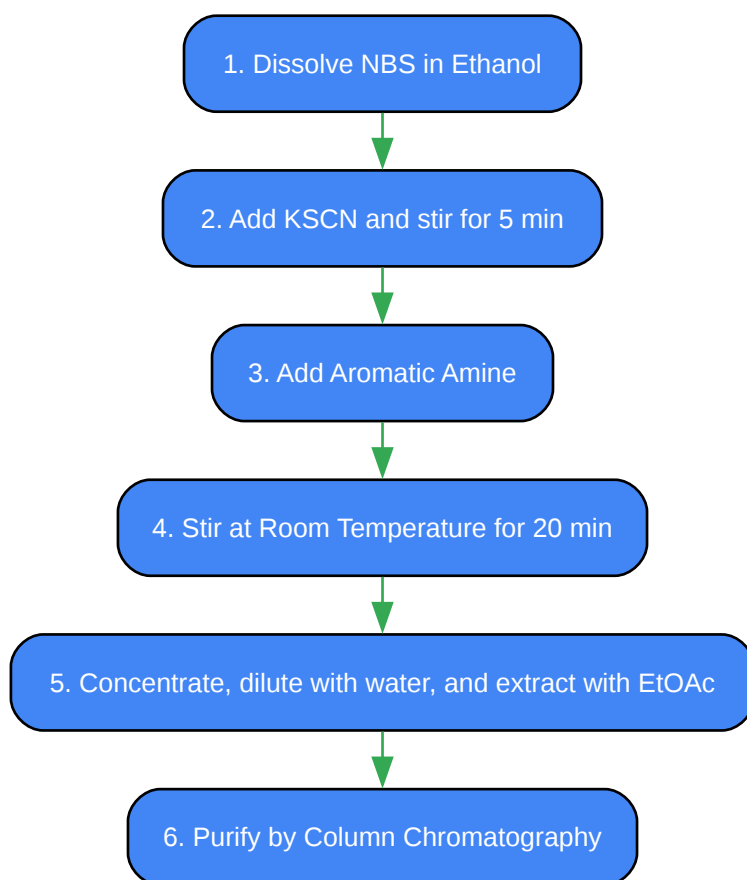 1. Dissolve NBS in Ethanol
2. Add KSCN and stir for 5 min
3. Add Aromatic Amine
4. Stir at Room Temperature for 20 min
5. Concentrate, dilute with water, and extract with EtOAc
6. Purify by Column Chromatography